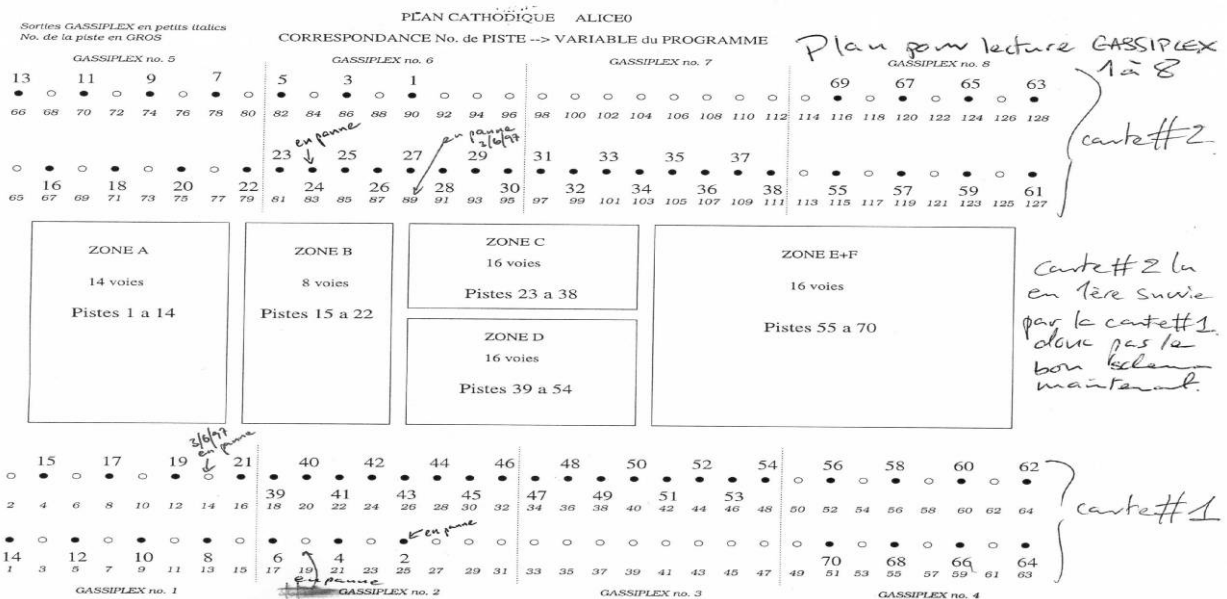 PLAN CATHODIQUE ALICE0
Sorties GASSIPLEX en petits italics
No. de la piste en GROS
CORRESPONDANCE No. de PISTE --> VARIABLE du PROGRAMME
Plan pour lecture GASSIPLEX
1 à 8
GASSIPLEX no. 5 GASSIPLEX no. 6 GASSIPLEX no. 7 GASSIPLEX no. 8
13 11 9 7 5 3 1 69 67 65 63
66 68 70 72 74 76 78 80 82 84 86 88 90 92 94 96 98 100 102 104 106 108 110 112 114 116 118 120 122 124 126 128
en panne
en panne
3/6/97
carte #2
23 25 27 29 31 33 35 37
16 18 20 22 24 26 28 30 32 34 36 38 55 57 59 61
65 67 69 71 73 75 77 79 81 83 85 87 89 91 93 95 97 99 101 103 105 107 109 111 113 115 117 119 121 123 125 127
ZONE A
14 voies
Pistes 1 a 14
ZONE B
8 voies
Pistes 15 a 22
ZONE C
16 voies
Pistes 23 a 38
ZONE D
16 voies
Pistes 39 a 54
ZONE E+F
16 voies
Pistes 55 a 70
carte #2 lu
en 1ère suivie
par la carte #1.
donc pas le
bon schema
maintenant.
3/6/97
en panne
15 17 19 21 40 42 44 46 48 50 52 54 56 58 60 62
39 41 43 45 47 49 51 53
2 4 6 8 10 12 14 16 18 20 22 24 26 28 30 32 34 36 38 40 42 44 46 48 50 52 54 56 58 60 62 64
carte #1
en panne
14 12 10 8 6 4 2 70 68 66 64
1 3 5 7 9 11 13 15 17 19 21 23 25 27 29 31 33 35 37 39 41 43 45 47 49 51 53 55 57 59 61 63
en panne
GASSIPLEX no. 1 GASSIPLEX no. 2 GASSIPLEX no. 3 GASSIPLEX no. 4